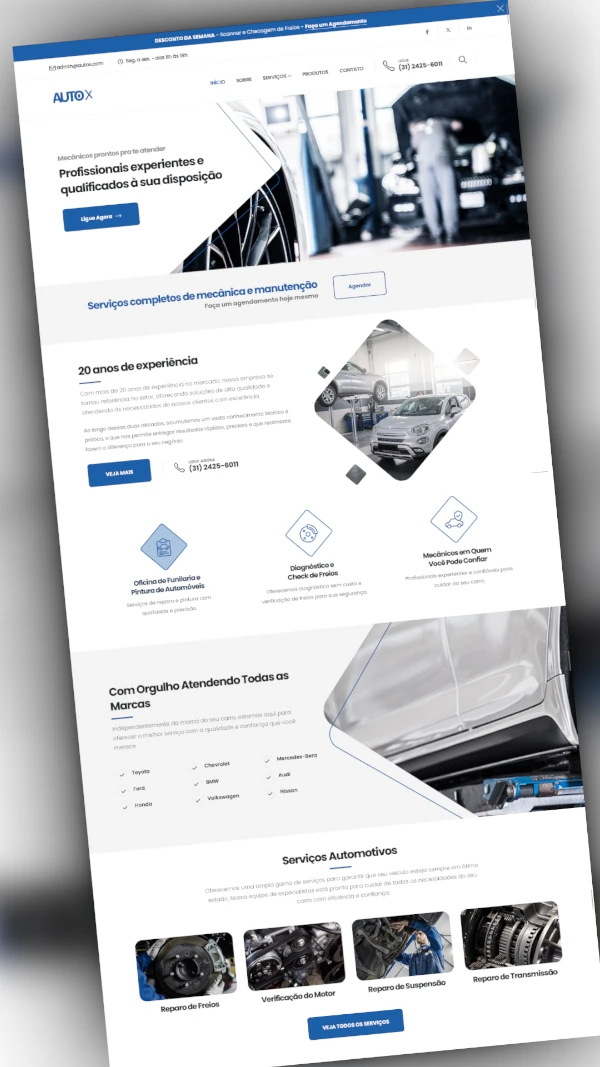 DESCONTO DA SEMANA - Scanner e Checagem de Freios - Faça um Agendamento
admin@autox.com
Seg. a sex. - das 8h às 18h
AUTOX
INÍCIO SOBRE SERVIÇOS PRODUTOS CONTATO
LIGUE
(31) 2425-6011
Mecânicos prontos pra te atender
Profissionais experientes e
qualificados à sua disposição
Ligue Agora →
Serviços completos de mecânica e manutenção
Faça um agendamento hoje mesmo
Agendar
20 anos de experiência
Com mais de 20 anos de experiência no mercado, nossa empresa se
tornou referência no setor, oferecendo soluções de alta qualidade e
atendendo às necessidades de nossos clientes com excelência.
Ao longo dessas duas décadas, acumulamos um vasto conhecimento técnico e
prático, o que nos permite entregar resultados rápidos, precisos e que realmente
fazem a diferença para o seu negócio.
VEJA MAIS
LIGUE AGORA
(31) 2425-6011
Oficina de Funilaria e
Pintura de Automóveis
Serviços de reparo e pintura com
qualidade e precisão.
Diagnóstico e
Check de Freios
Oferecemos diagnóstico sem custo e
verificação de freios para sua segurança.
Mecânicos em Quem
Você Pode Confiar
Profissionais experientes e confiáveis para
cuidar do seu carro.
Com Orgulho Atendendo Todas as
Marcas
Independentemente da marca do seu carro, estamos aqui para
oferecer o melhor serviço com a qualidade e confiança que você
merece.
Toyota Chevrolet Mercedes-Benz
Ford BMW Audi
Honda Volkswagen Nissan
Serviços Automotivos
Oferecemos uma ampla gama de serviços para garantir que seu veículo esteja sempre em ótimo
estado. Nossa equipe de especialistas está pronta para cuidar de todas as necessidades do seu
carro com eficiência e confiança.
Reparo de Freios
Verificação do Motor
Reparo de Suspensão
Reparo de Transmissão
VEJA TODOS OS SERVIÇOS